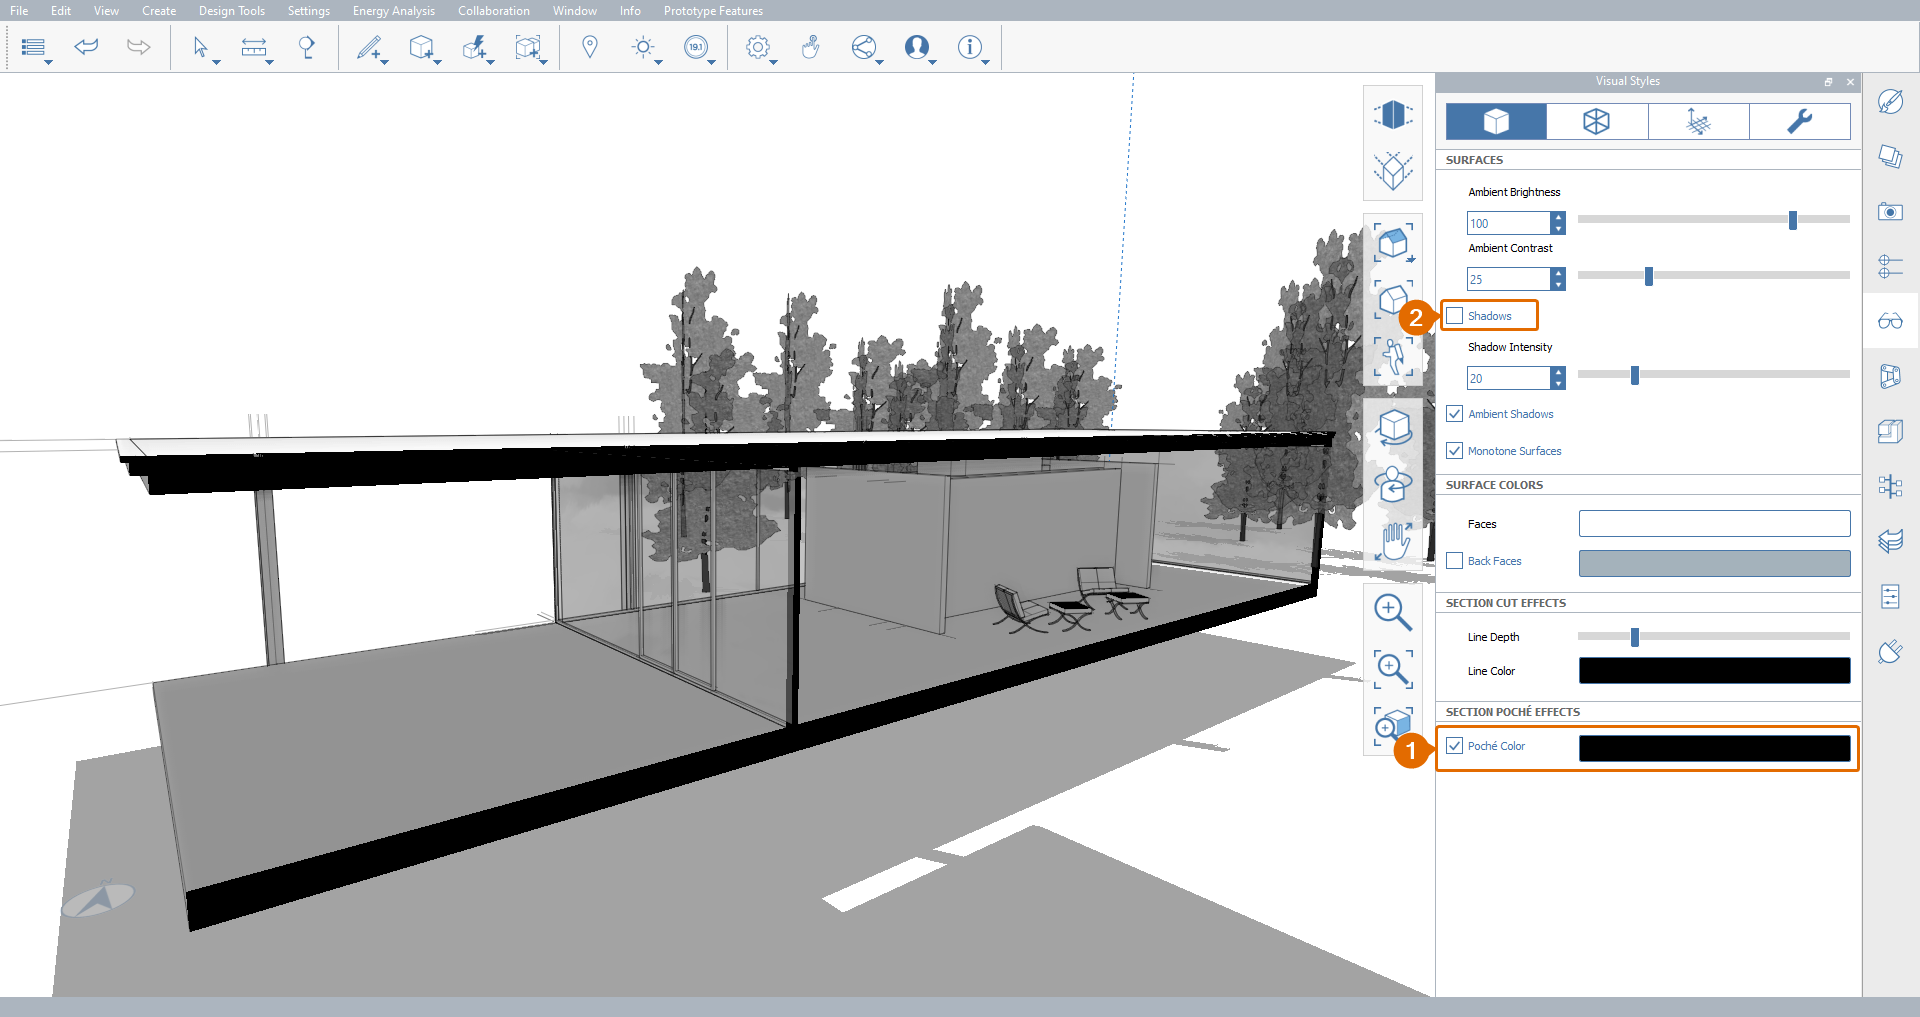 File Edit View Create Design Tools Settings Energy Analysis Collaboration Window Info Prototype Features
19.1
Visual Styles
SURFACES
Ambient Brightness
100
Ambient Contrast
25
2
Shadows
Shadow Intensity
20
Ambient Shadows
Monotone Surfaces
SURFACE COLORS
Faces
Back Faces
SECTION CUT EFFECTS
Line Depth
Line Color
SECTION POCHÉ EFFECTS
1
Poché Color